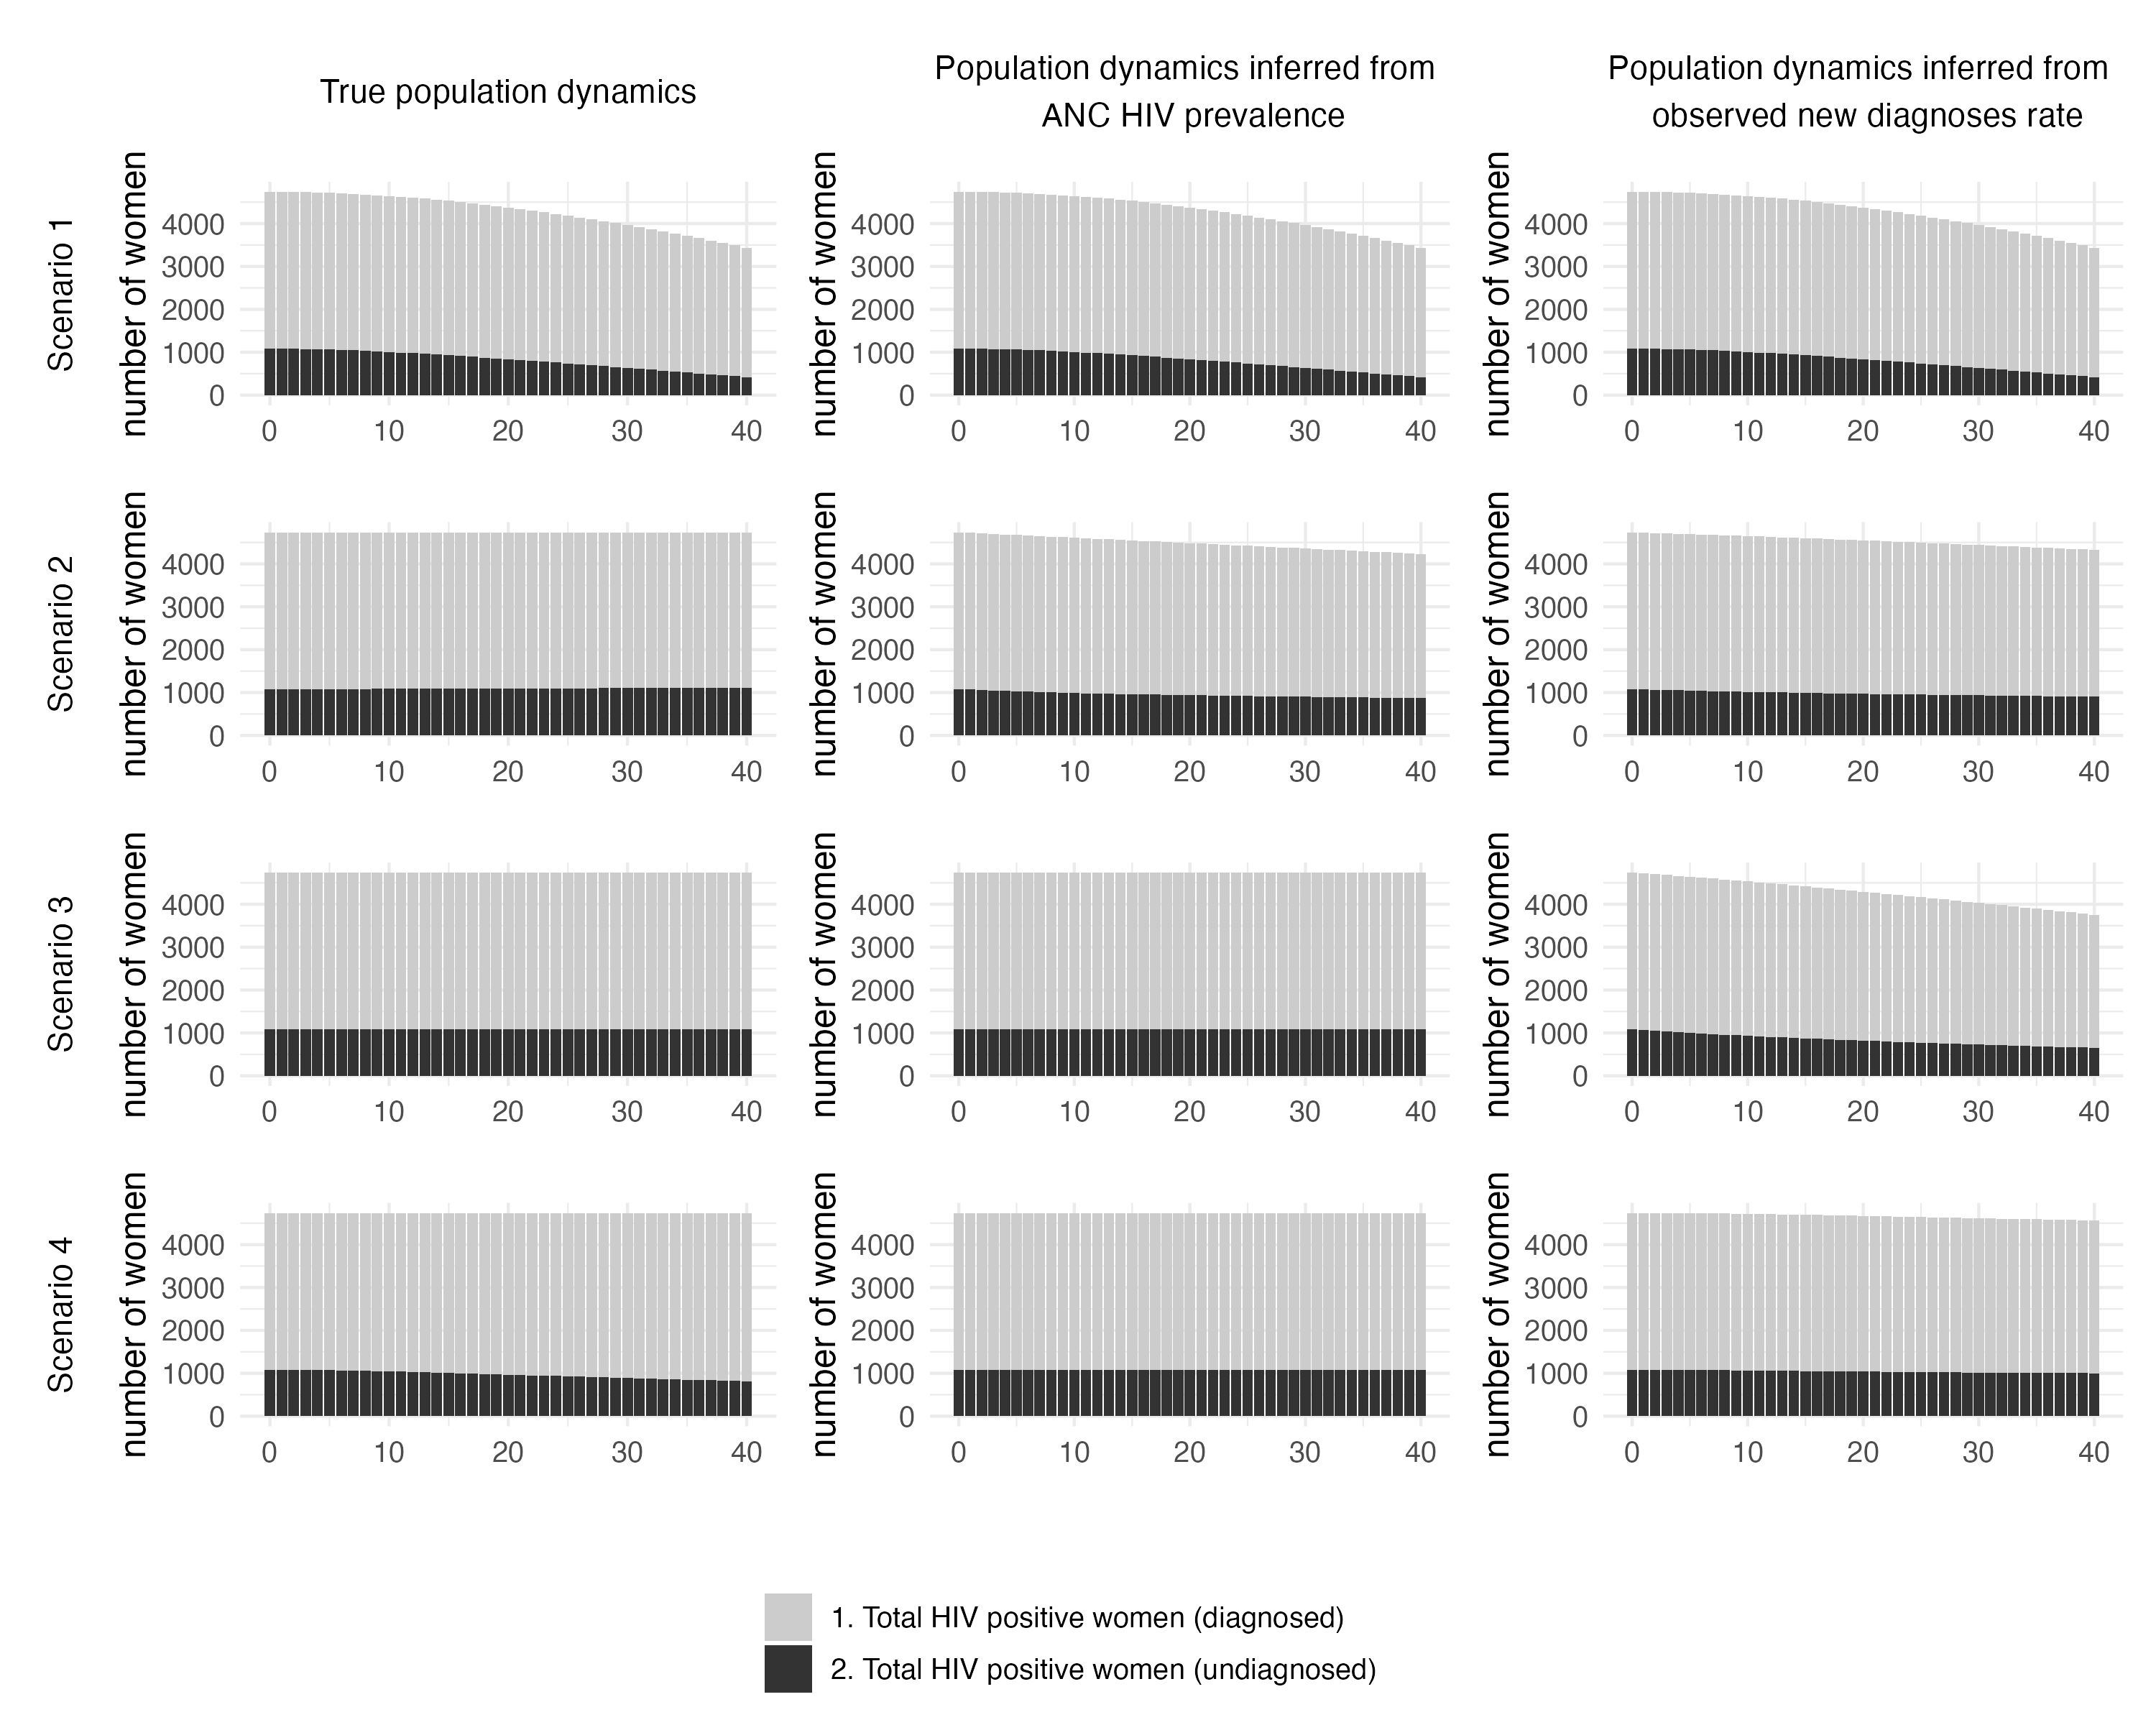 True population dynamics
Population dynamics inferred from
ANC HIV prevalence
Population dynamics inferred from
observed new diagnoses rate
Scenario 1
number of women
4000
3000
2000
1000
0
0 10 20 30 40
number of women
4000
3000
2000
1000
0
0 10 20 30 40
number of women
4000
3000
2000
1000
0
0 10 20 30 40
Scenario 2
number of women
4000
3000
2000
1000
0
0 10 20 30 40
number of women
4000
3000
2000
1000
0
0 10 20 30 40
number of women
4000
3000
2000
1000
0
0 10 20 30 40
Scenario 3
number of women
4000
3000
2000
1000
0
0 10 20 30 40
number of women
4000
3000
2000
1000
0
0 10 20 30 40
number of women
4000
3000
2000
1000
0
0 10 20 30 40
Scenario 4
number of women
4000
3000
2000
1000
0
0 10 20 30 40
number of women
4000
3000
2000
1000
0
0 10 20 30 40
number of women
4000
3000
2000
1000
0
0 10 20 30 40
1. Total HIV positive women (diagnosed)
2. Total HIV positive women (undiagnosed)